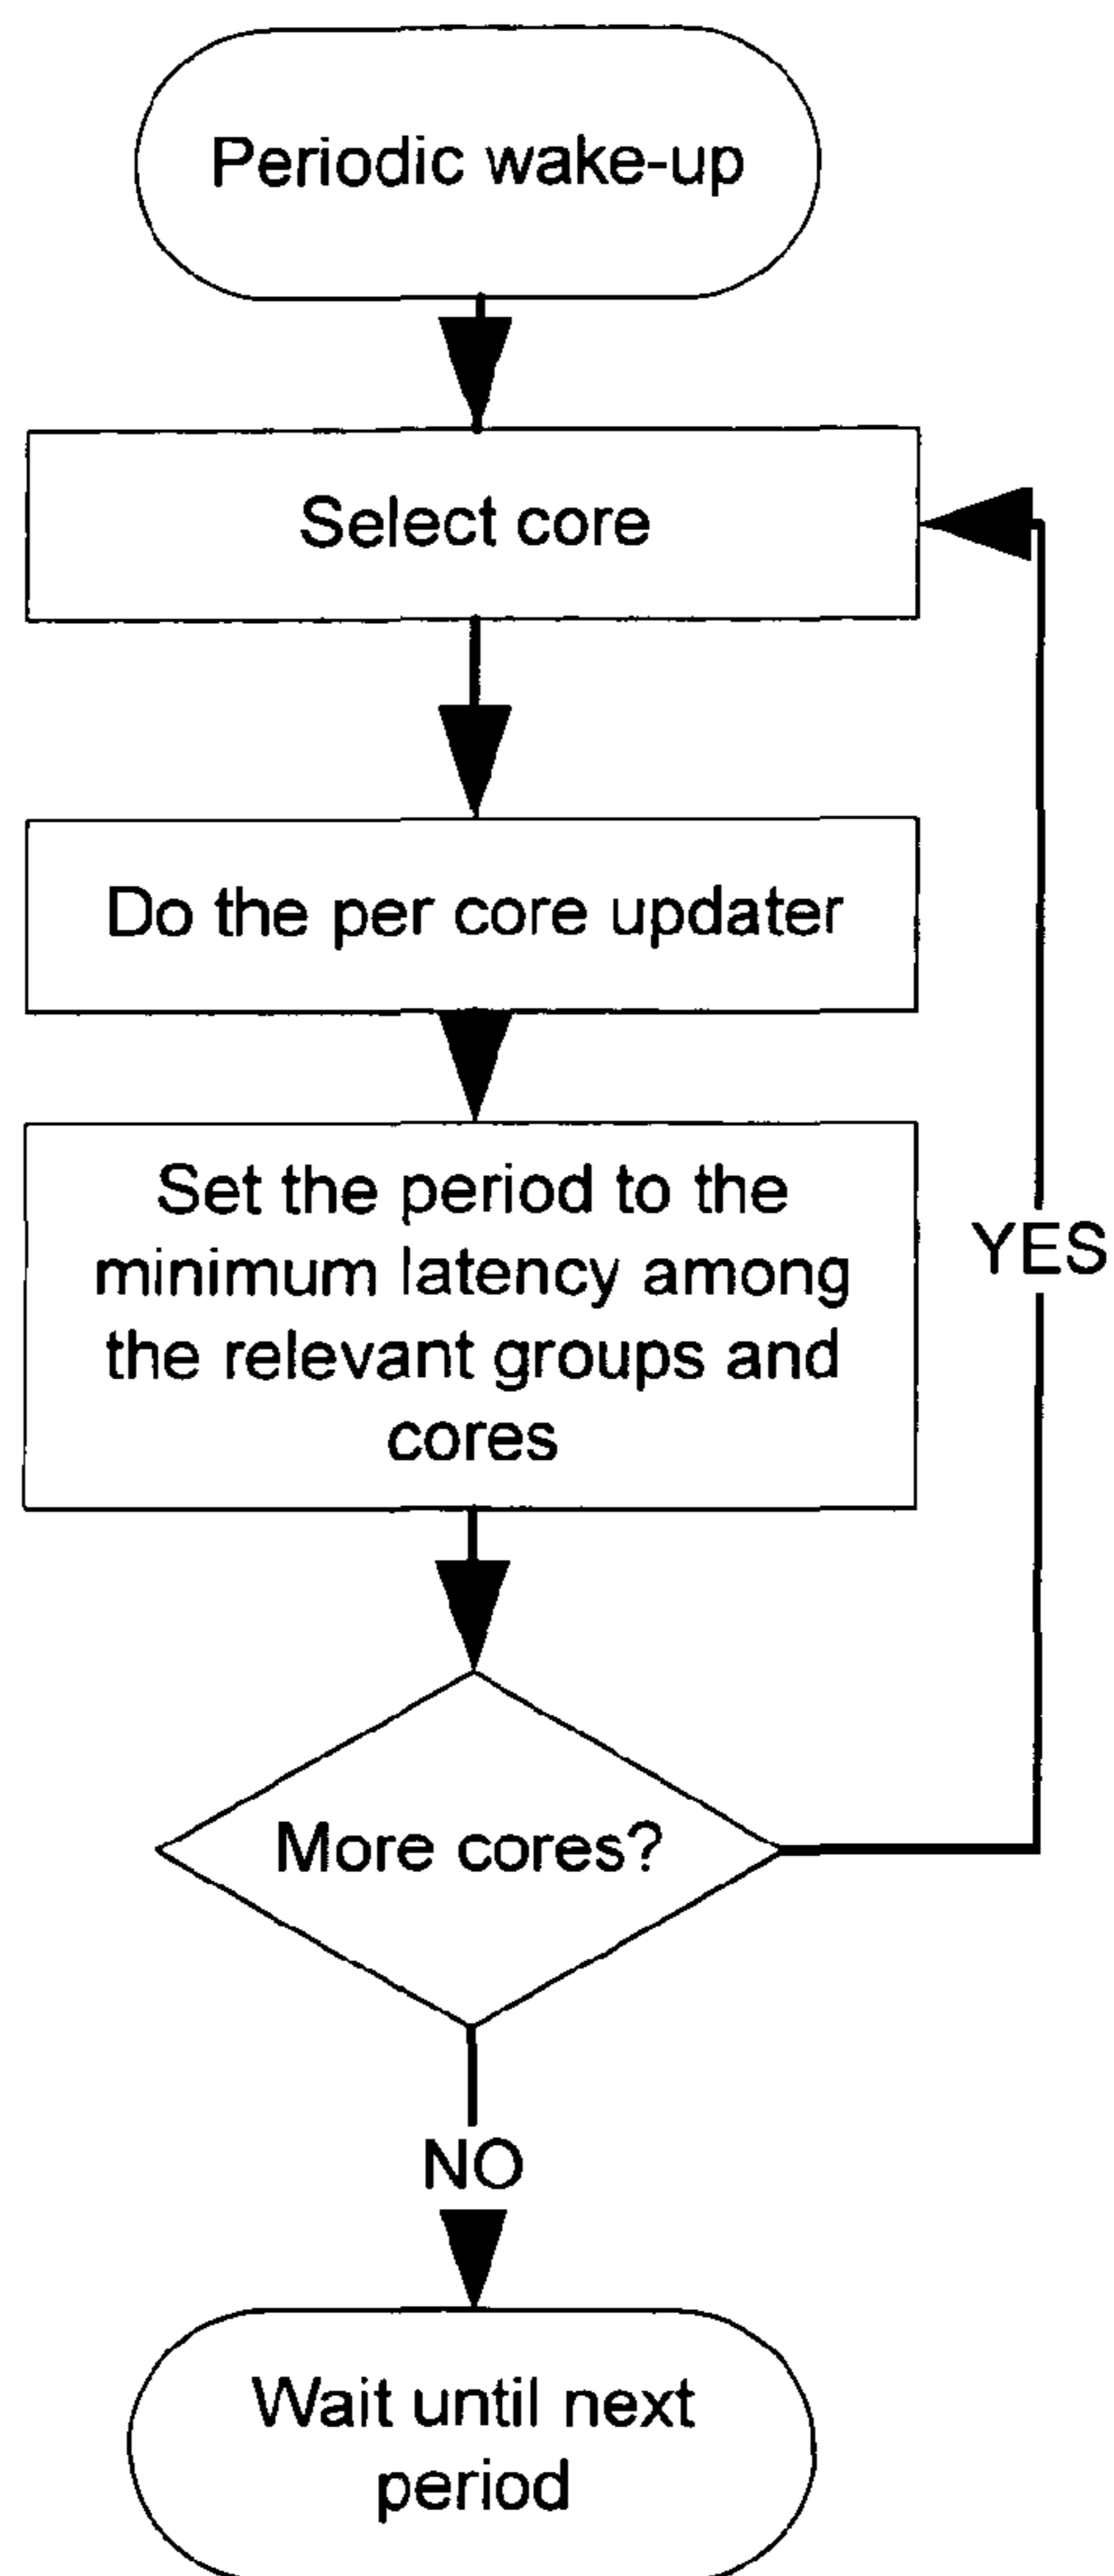 Periodic wake-up
Select core
Do the per core updater
Set the period to the
minimum latency among
the relevant groups and
cores
YES
More cores?
NO
Wait until next
period